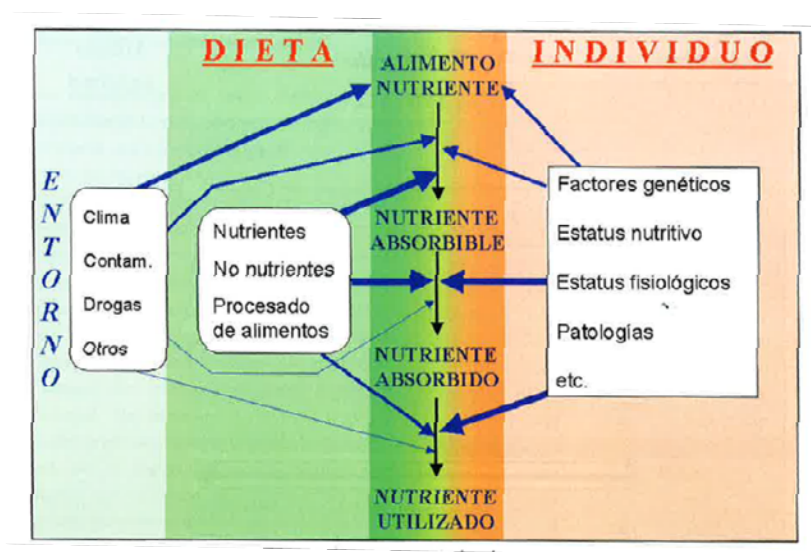 DIETA
INDIVIDUO
ENTORNO
ALIMENTO
NUTRIENTE
Clima
Contam.
Drogas
Otros
Nutrientes
No nutrientes
Procesado
de alimentos
NUTRIENTE
ABSORBIBLE
NUTRIENTE
ABSORBIDO
NUTRIENTE
UTILIZADO
Factores genéticos
Estatus nutritivo
Estatus fisiológicos
Patologías
etc.